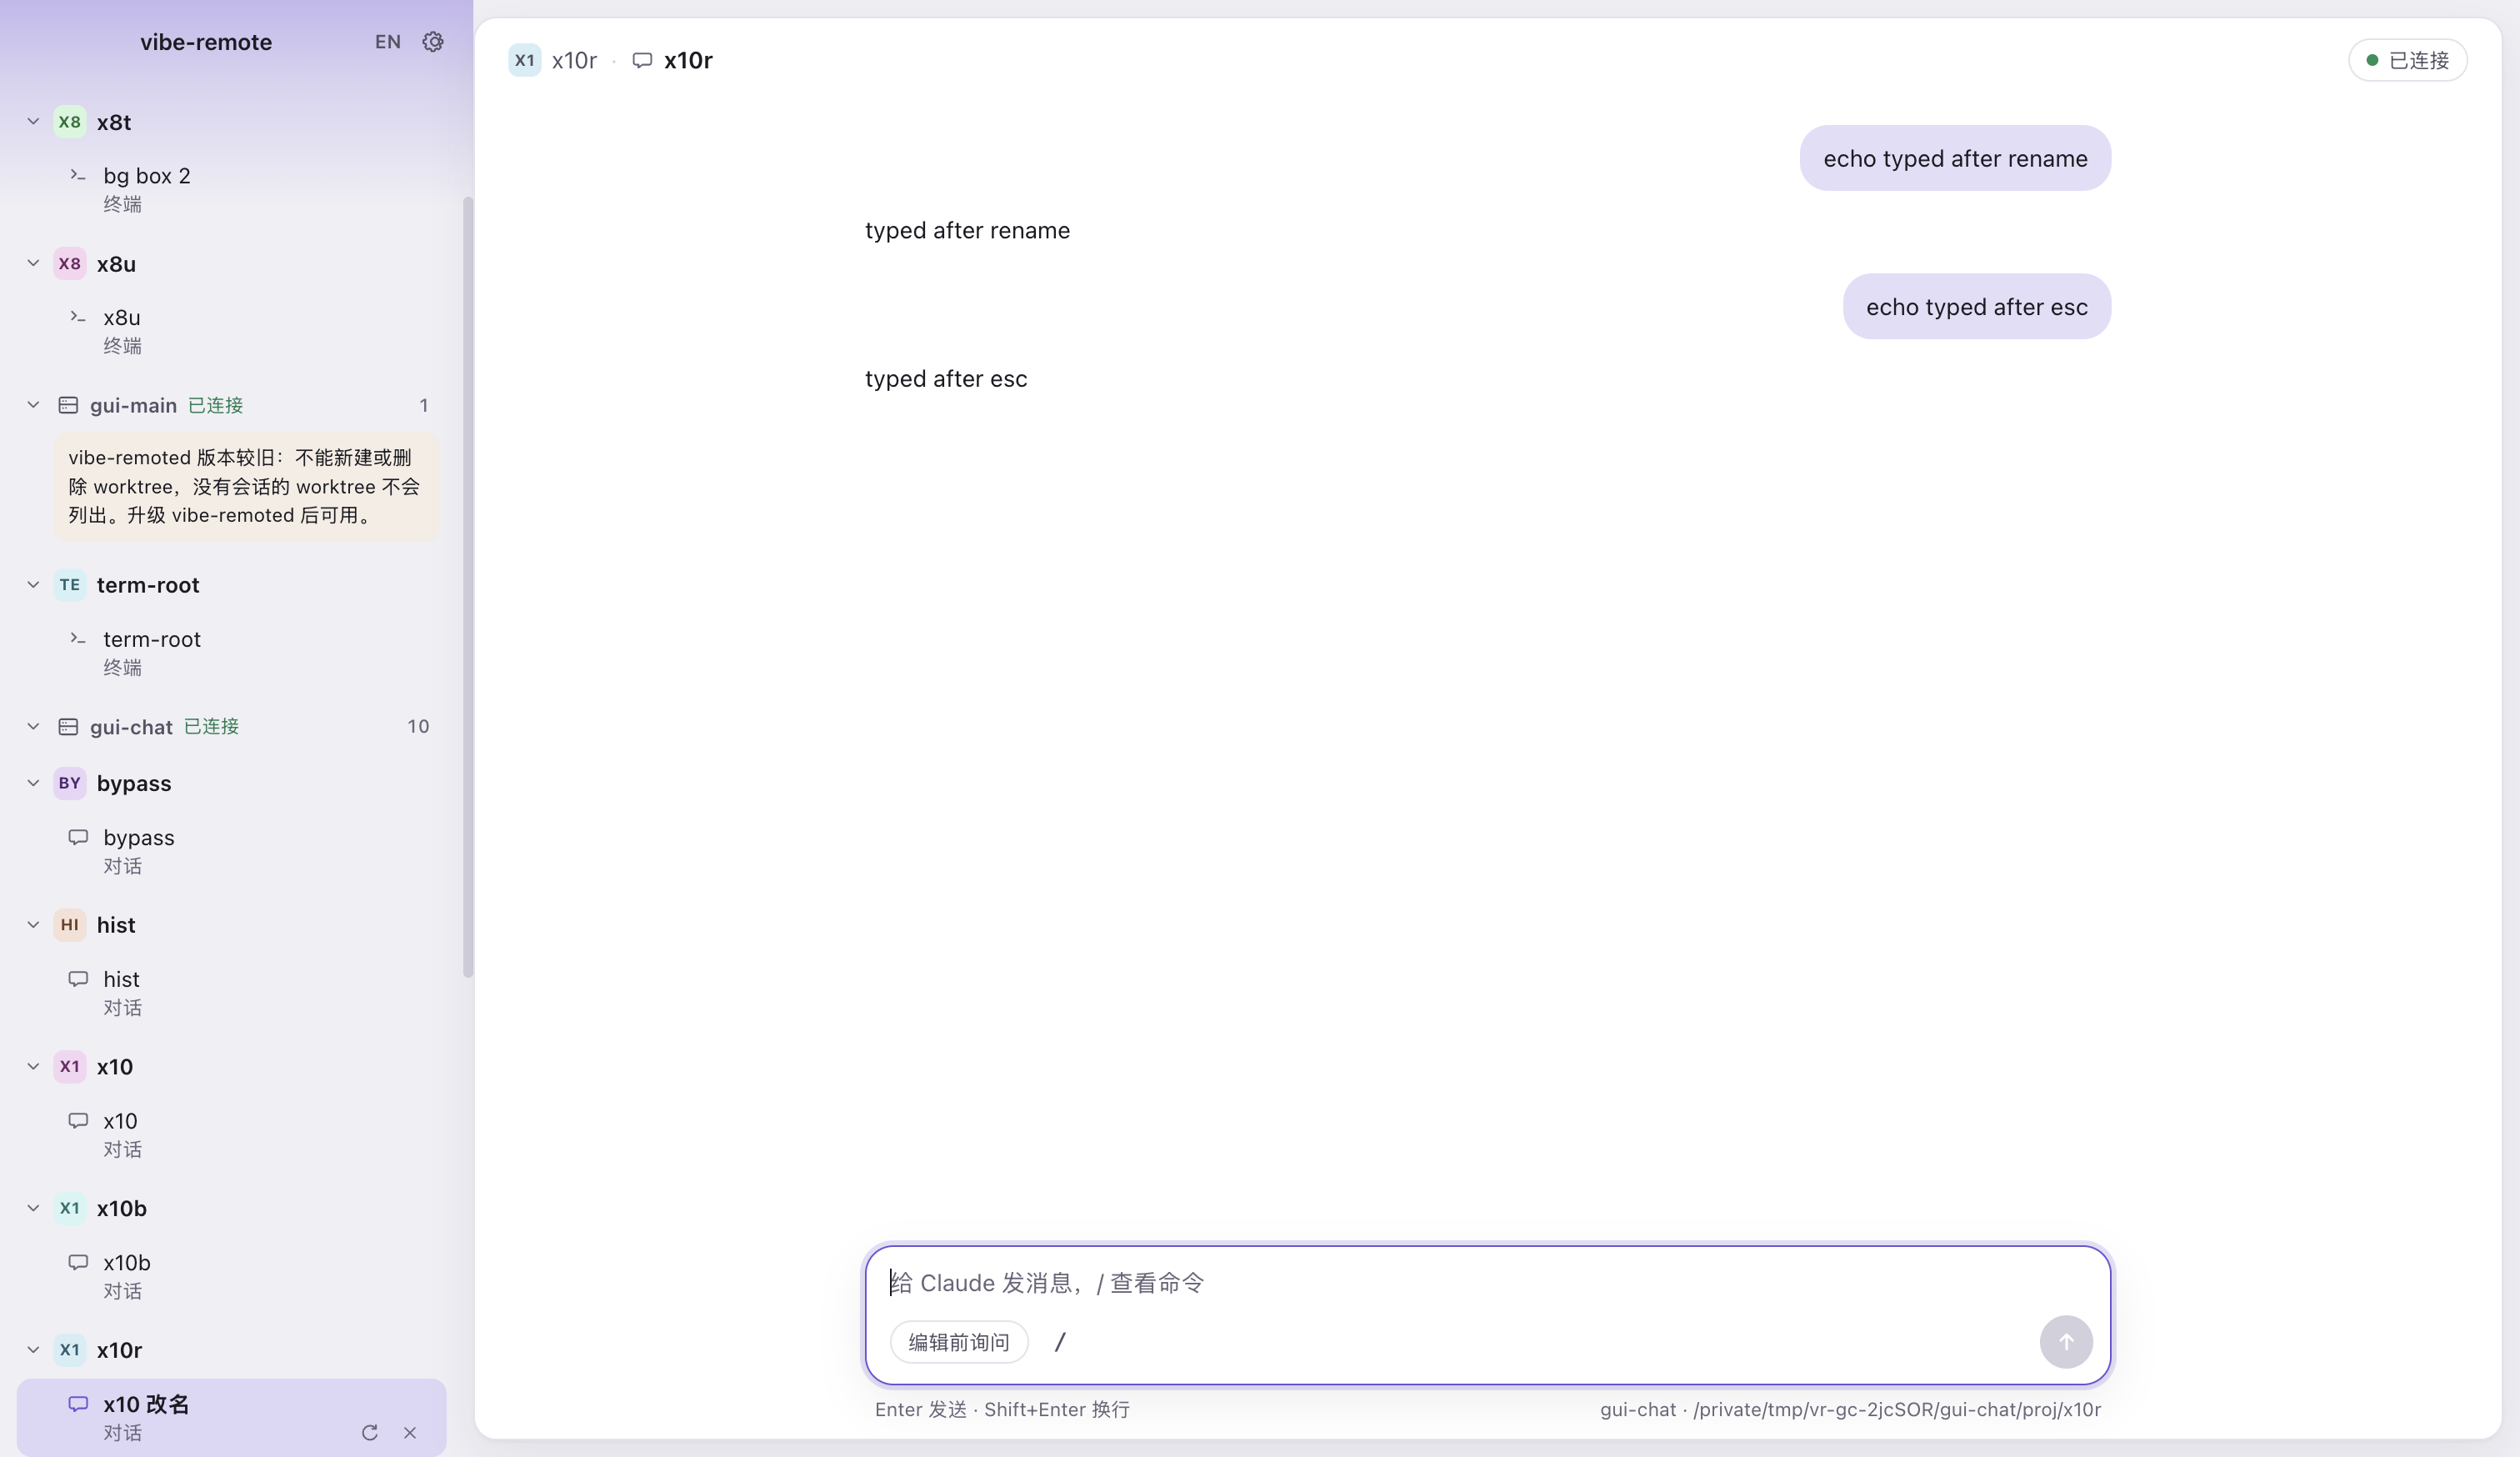 vibe-remote
EN
X8 x8t
bg box 2
终端
X8 x8u
x8u
终端
gui-main 已连接 1
vibe-remoted 版本较旧：不能新建或删
除 worktree，没有会话的 worktree 不会
列出。升级 vibe-remoted 后可用。
TE term-root
term-root
终端
gui-chat 已连接 10
BY bypass
bypass
对话
HI hist
hist
对话
X1 x10
x10
对话
X1 x10b
x10b
对话
X1 x10r
x10 改名
对话
X1 x10r · x10r
已连接
echo typed after rename
typed after rename
echo typed after esc
typed after esc
给 Claude 发消息，/ 查看命令
编辑前询问 /
Enter 发送 · Shift+Enter 换行
gui-chat · /private/tmp/vr-gc-2jcSOR/gui-chat/proj/x10r